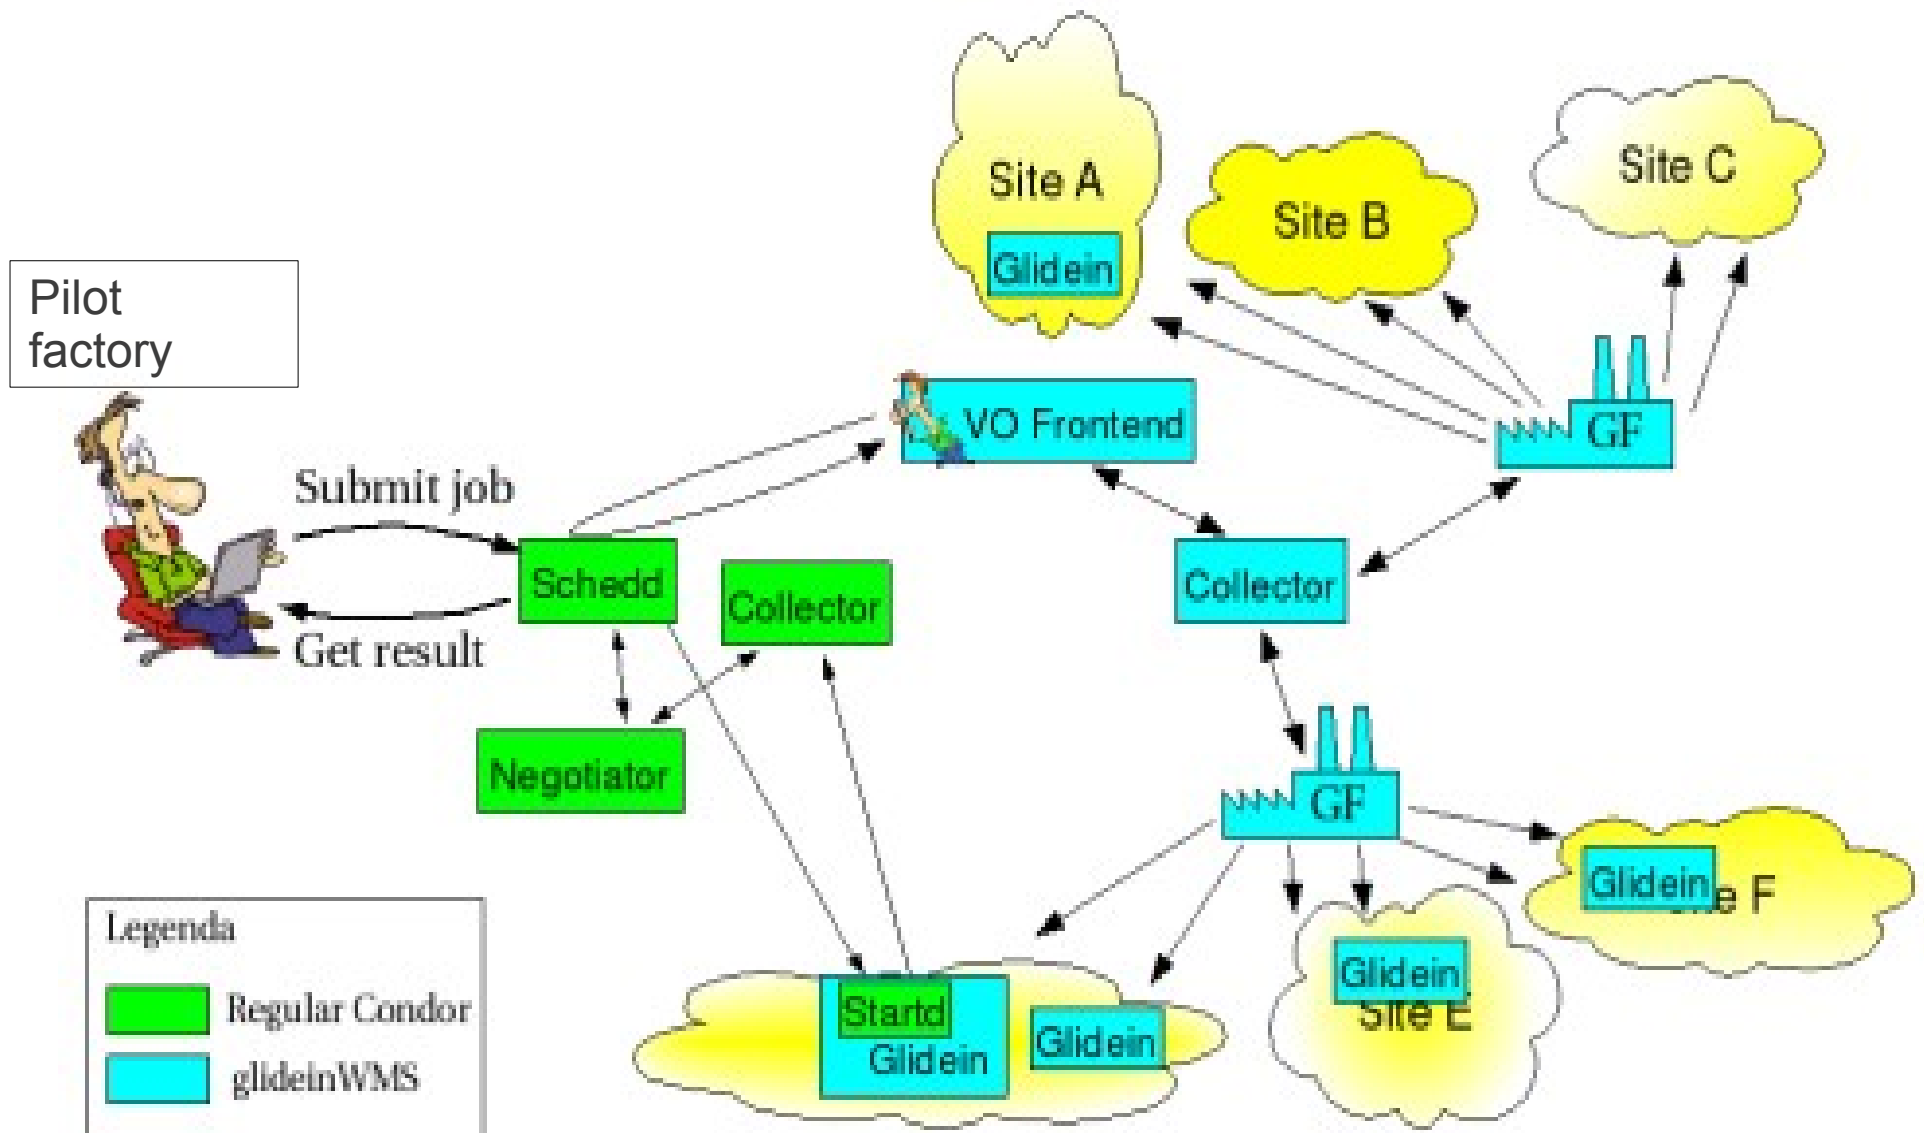 Site A
Glidein
Site B
Site C
Pilot
factory
VO Frontend
GF
Submit job
Schedd
Collector
Collector
Get result
Negotiator
GF
Glidein
F
Glidein
Site E
Startd
Glidein
Glidein
Legenda
Regular Condor
glideinWMS